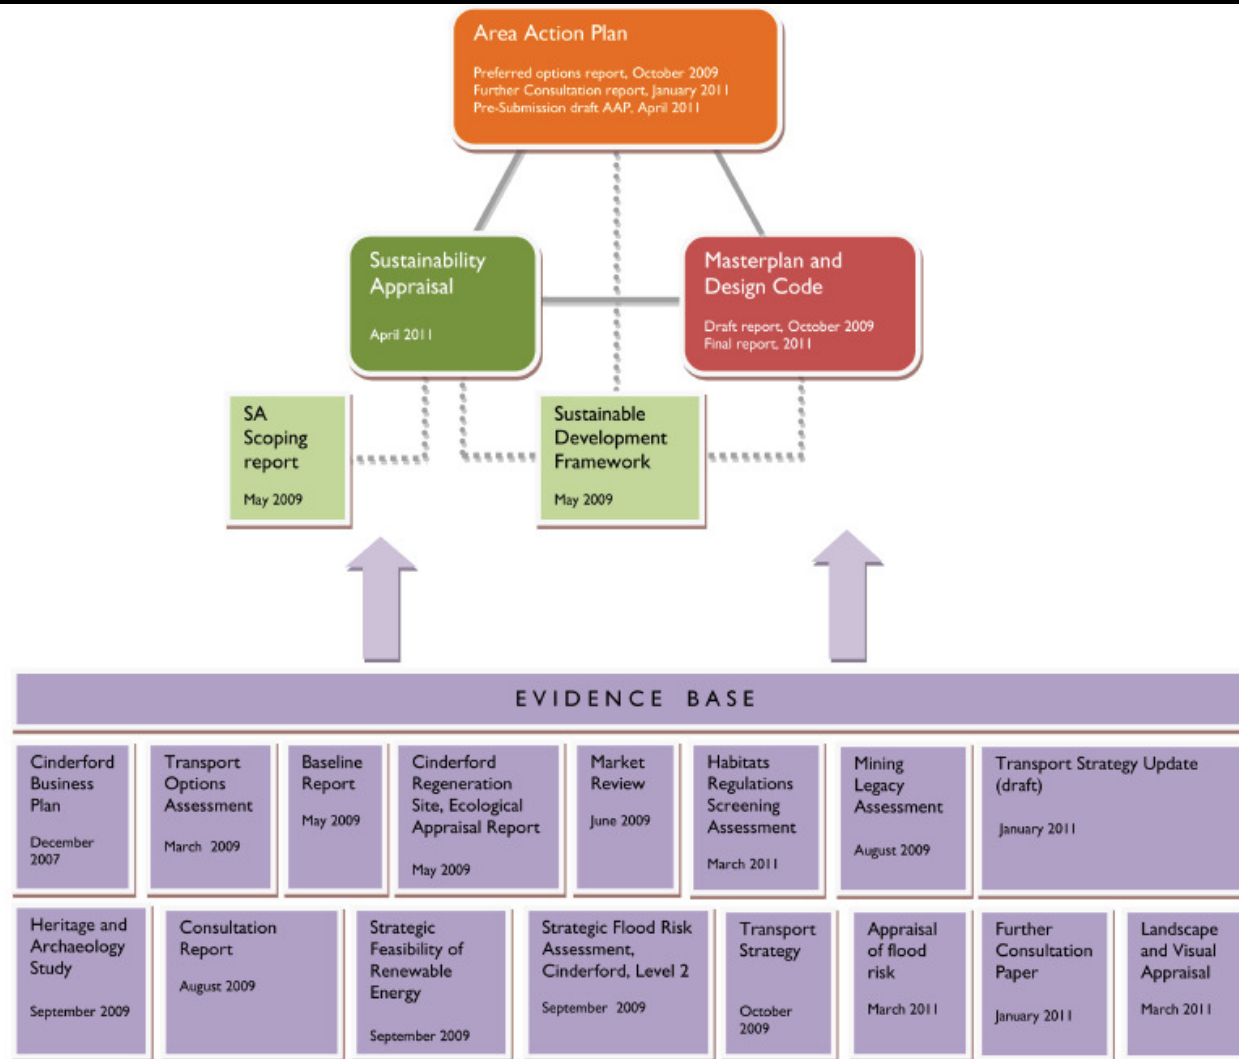 Area Action Plan
Preferred options report, October 2009
Further Consultation report, January 2011
Pre-Submission draft AAP, April 2011
Sustainability
Appraisal
April 2011
Masterplan and
Design Code
Draft report, October 2009
Final report, 2011
SA
Scoping
report
May 2009
Sustainable
Development
Framework
May 2009
EVIDENCE BASE
Cinderford
Business
Plan
December
2007
Transport
Options
Assessment
March 2009
Baseline
Report
May 2009
Cinderford
Regeneration
Site, Ecological
Appraisal Report
May 2009
Market
Review
June 2009
Habitats
Regulations
Screening
Assessment
March 2011
Mining
Legacy
Assessment
August 2009
Transport Strategy Update
(draft)
January 2011
Heritage and
Archaeology
Study
September 2009
Consultation
Report
August 2009
Strategic
Feasibility of
Renewable
Energy
September 2009
Strategic Flood Risk
Assessment,
Cinderford, Level 2
September 2009
Transport
Strategy
October
2009
Appraisal
of flood
risk
March 2011
Further
Consultation
Paper
January 2011
Landscape
and Visual
Appraisal
March 2011